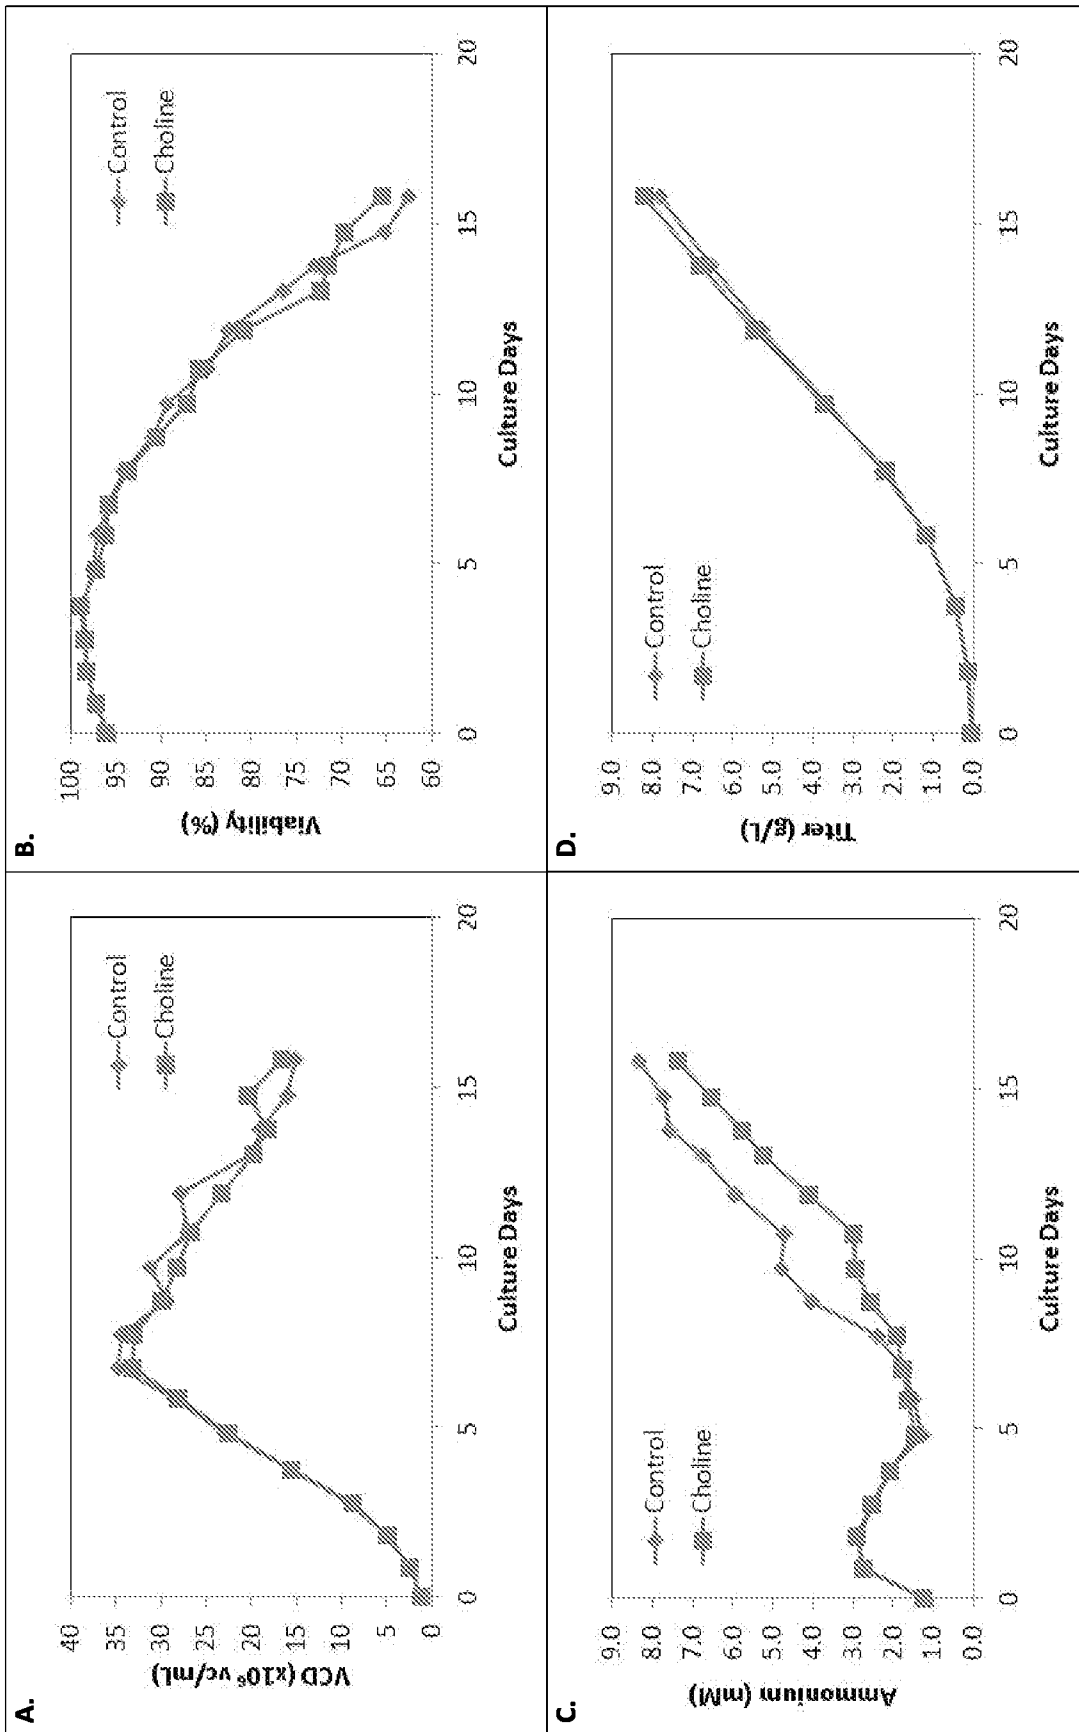 A.
VCD (x10⁶ vc/mL)
40
35
30
25
20
15
10
5
0
Control
Choline
0
5
10
15
20
Culture Days
B.
Viability (%)
100
95
90
85
80
75
70
65
60
Control
Choline
0
5
10
15
20
Culture Days
C.
Ammonium (mM)
9.0
8.0
7.0
6.0
5.0
4.0
3.0
2.0
1.0
0.0
Control
Choline
0
5
10
15
20
Culture Days
D.
Titer (g/L)
9.0
8.0
7.0
6.0
5.0
4.0
3.0
2.0
1.0
0.0
Control
Choline
0
5
10
15
20
Culture Days